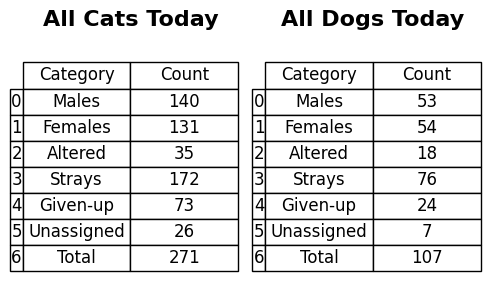 All Cats Today
Category Count
0 Males 140
1 Females 131
2 Altered 35
3 Strays 172
4 Given-up 73
5 Unassigned 26
6 Total 271
All Dogs Today
Category Count
0 Males 53
1 Females 54
2 Altered 18
3 Strays 76
4 Given-up 24
5 Unassigned 7
6 Total 107